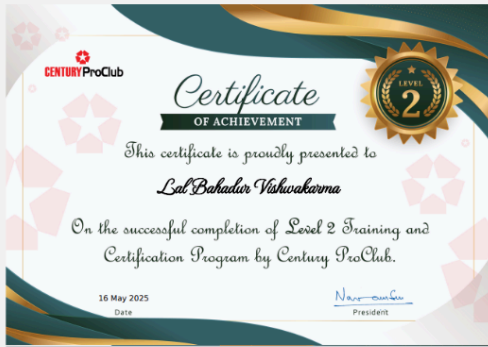 CENTURY ProClub
Certificate
OF ACHIEVEMENT
LEVEL
2
This certificate is proudly presented to
Lal Bahadur Vishwakarma
On the successful completion of Level 2 Training and
Certification Program by Century ProClub.
16 May 2025
Date
President